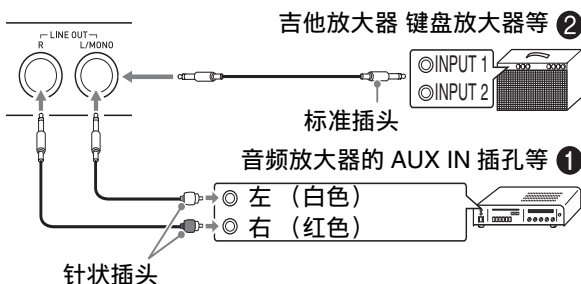 吉他放大器 键盘放大器等 ❷
LINE OUT
R L/MONO
INPUT 1
INPUT 2
标准插头
音频放大器的 AUX IN 插孔等 ❶
左 （白色）
右 （红色）
针状插头